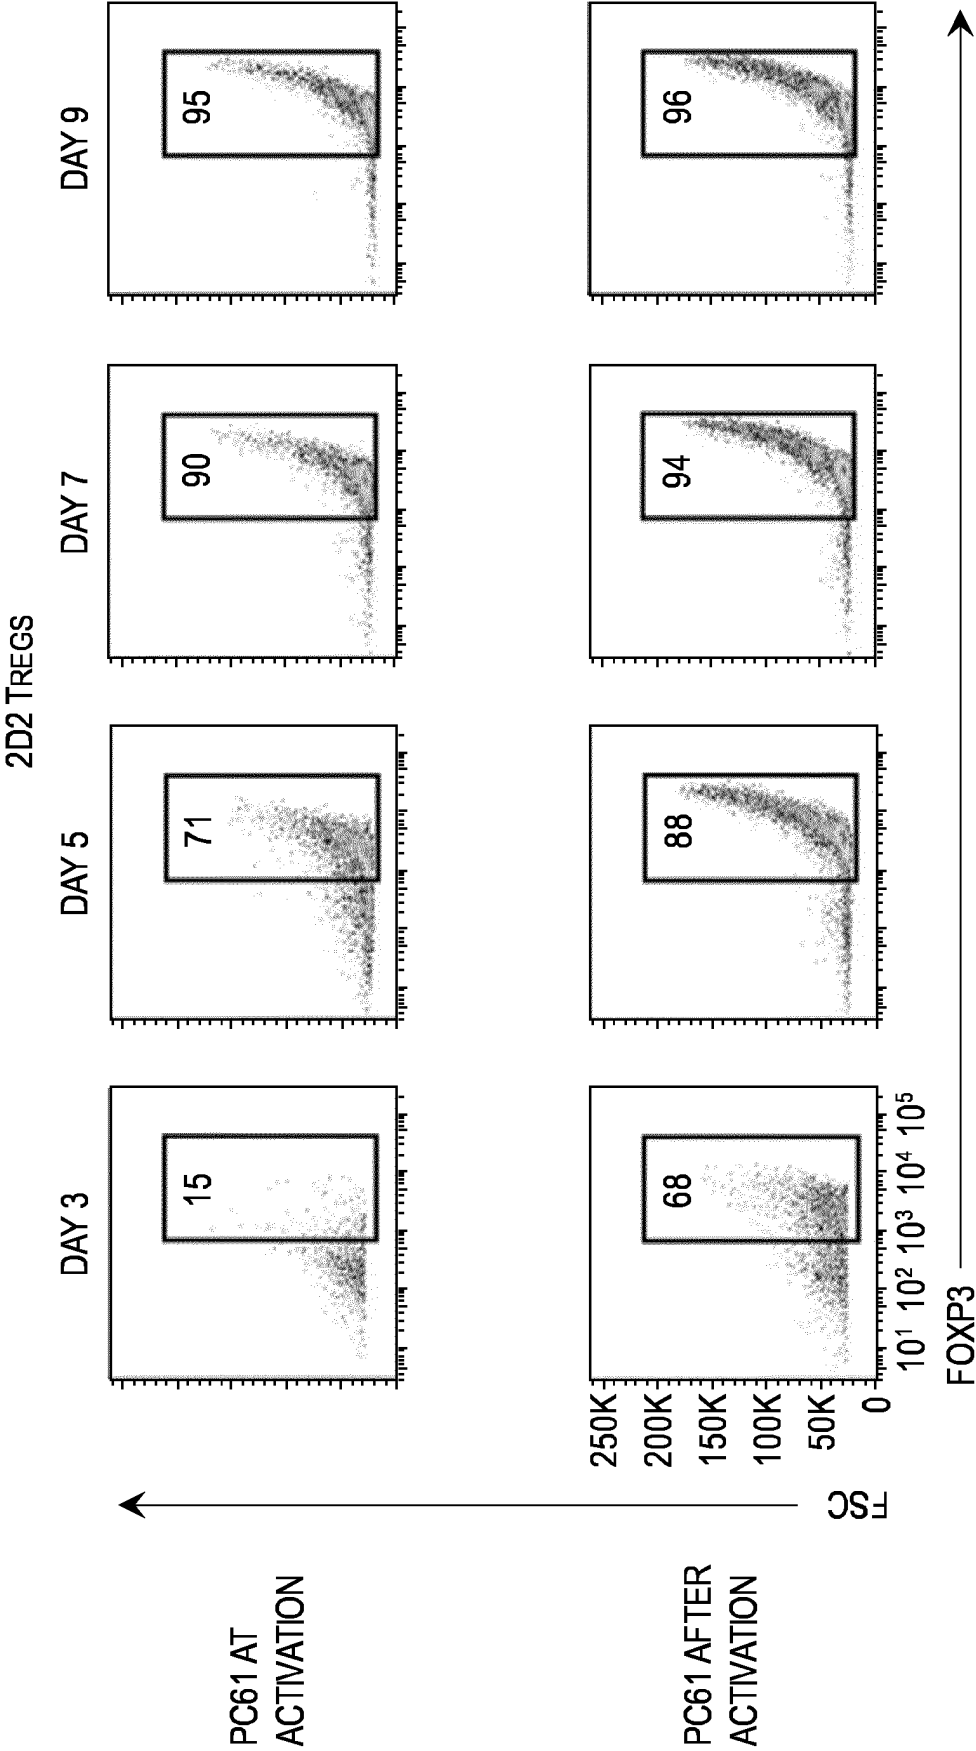 2D2 TREGS
DAY 3
DAY 5
DAY 7
DAY 9
PC61 AT
ACTIVATION
15
71
90
95
PC61 AFTER
ACTIVATION
68
88
94
96
FSC
250K
200K
150K
100K
50K
0
10¹ 10² 10³ 10⁴ 10⁵
FOXP3